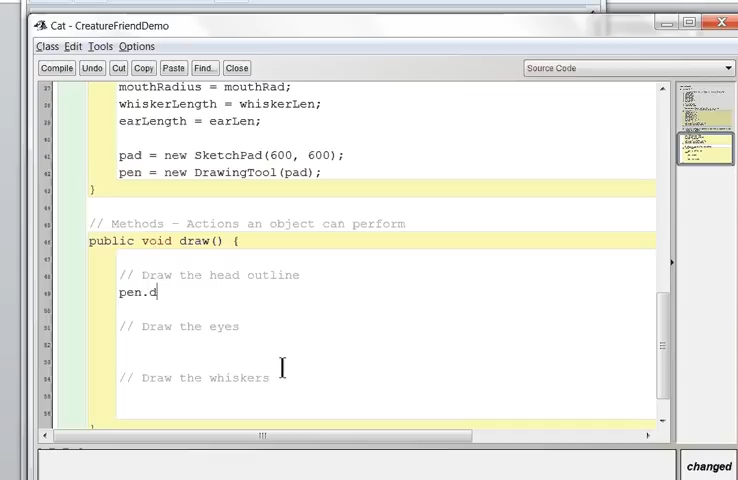 Cat - CreatureFriendDemo
Class Edit Tools Options
Compile Undo Cut Copy Paste Find... Close Source Code
mouthRadius = mouthRad;
whiskerLength = whiskerLen;
earLength = earLen;
pad = new SketchPad(600, 600);
pen = new DrawingTool(pad);
}
// Methods - Actions an object can perform
public void draw() {
// Draw the head outline
pen.d
// Draw the eyes
// Draw the whiskers
}
changed